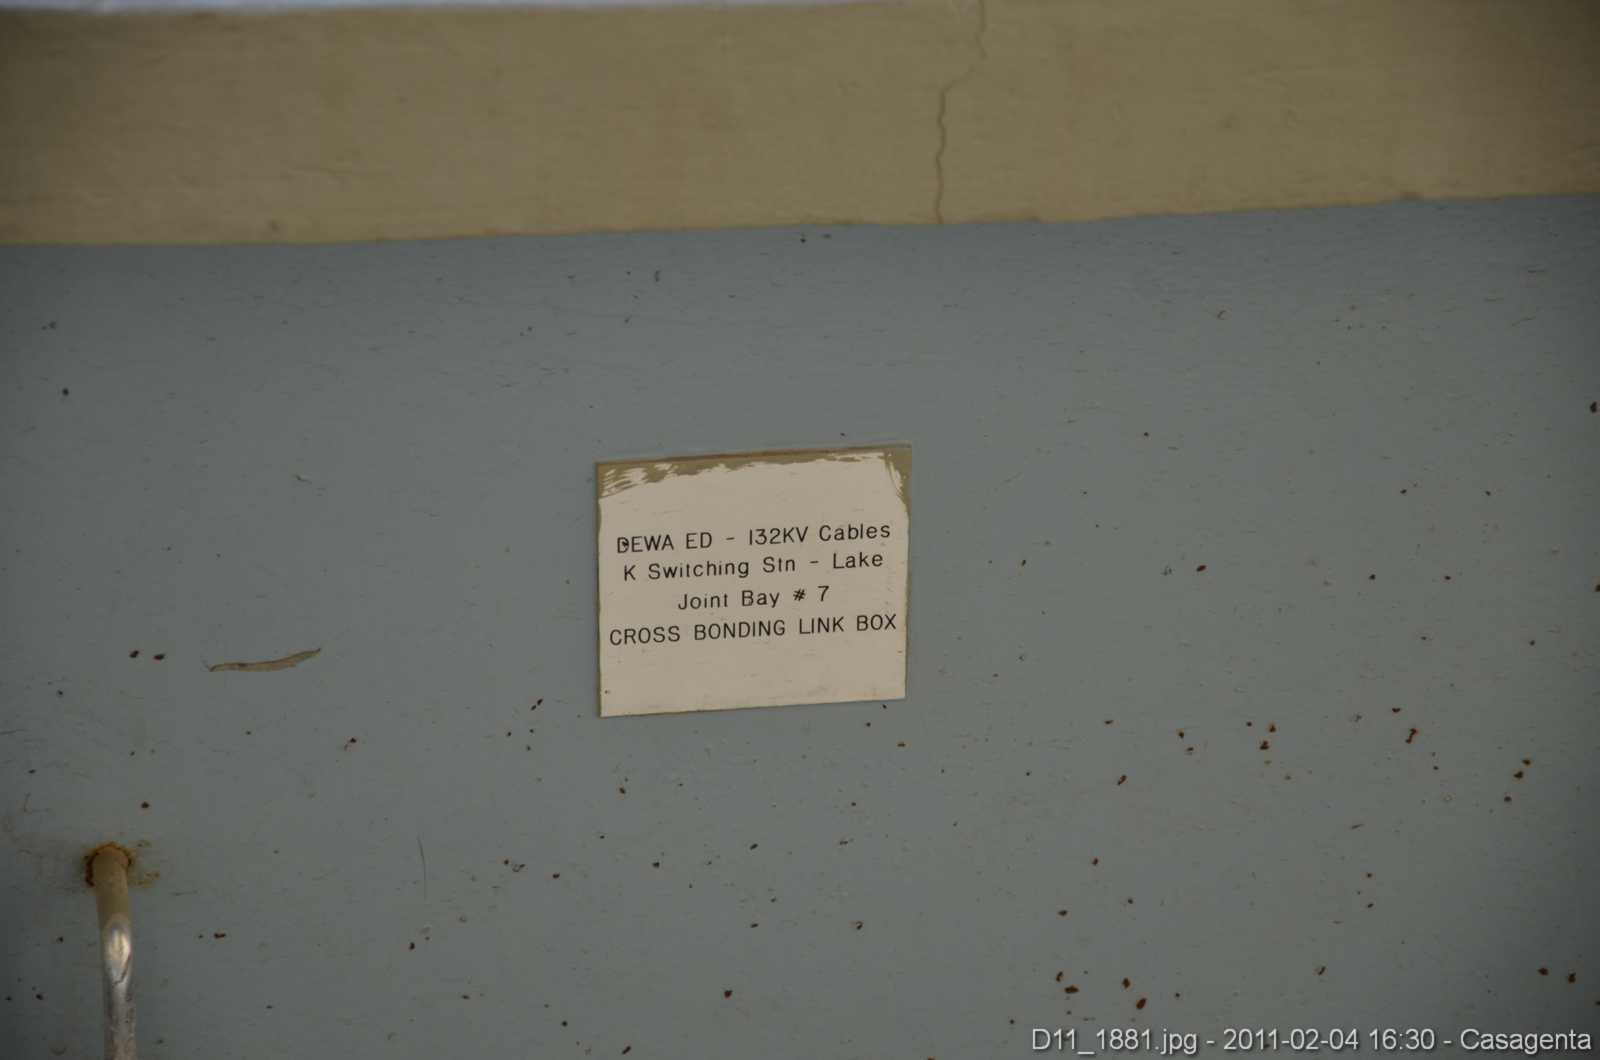 DEWA ED - 132KV Cables
K Switching Stn - Lake
Joint Bay # 7
CROSS BONDING LINK BOX
D11_1881.jpg - 2011-02-04 16:30 - Casagenta